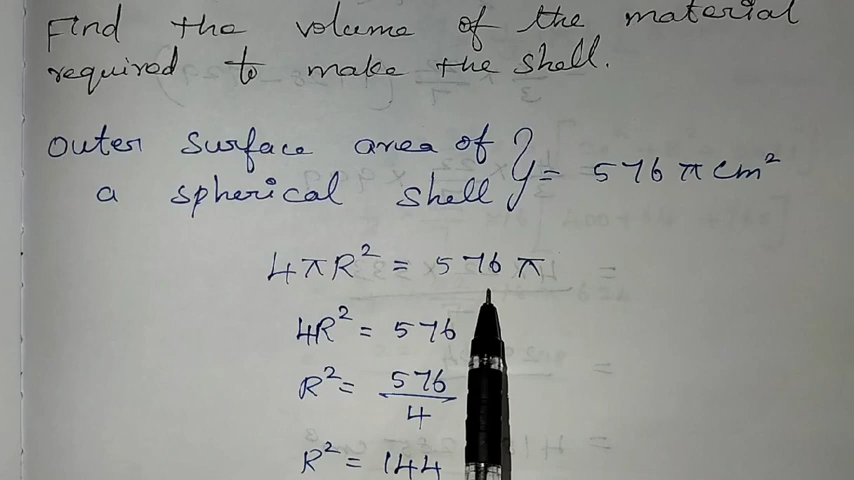 Find the volume of the material
required to make the shell.
outer surface area of
a spherical shell } = 576 π cm²
4πR² = 576 π
4R² = 576
R² = 576/4
R² = 144